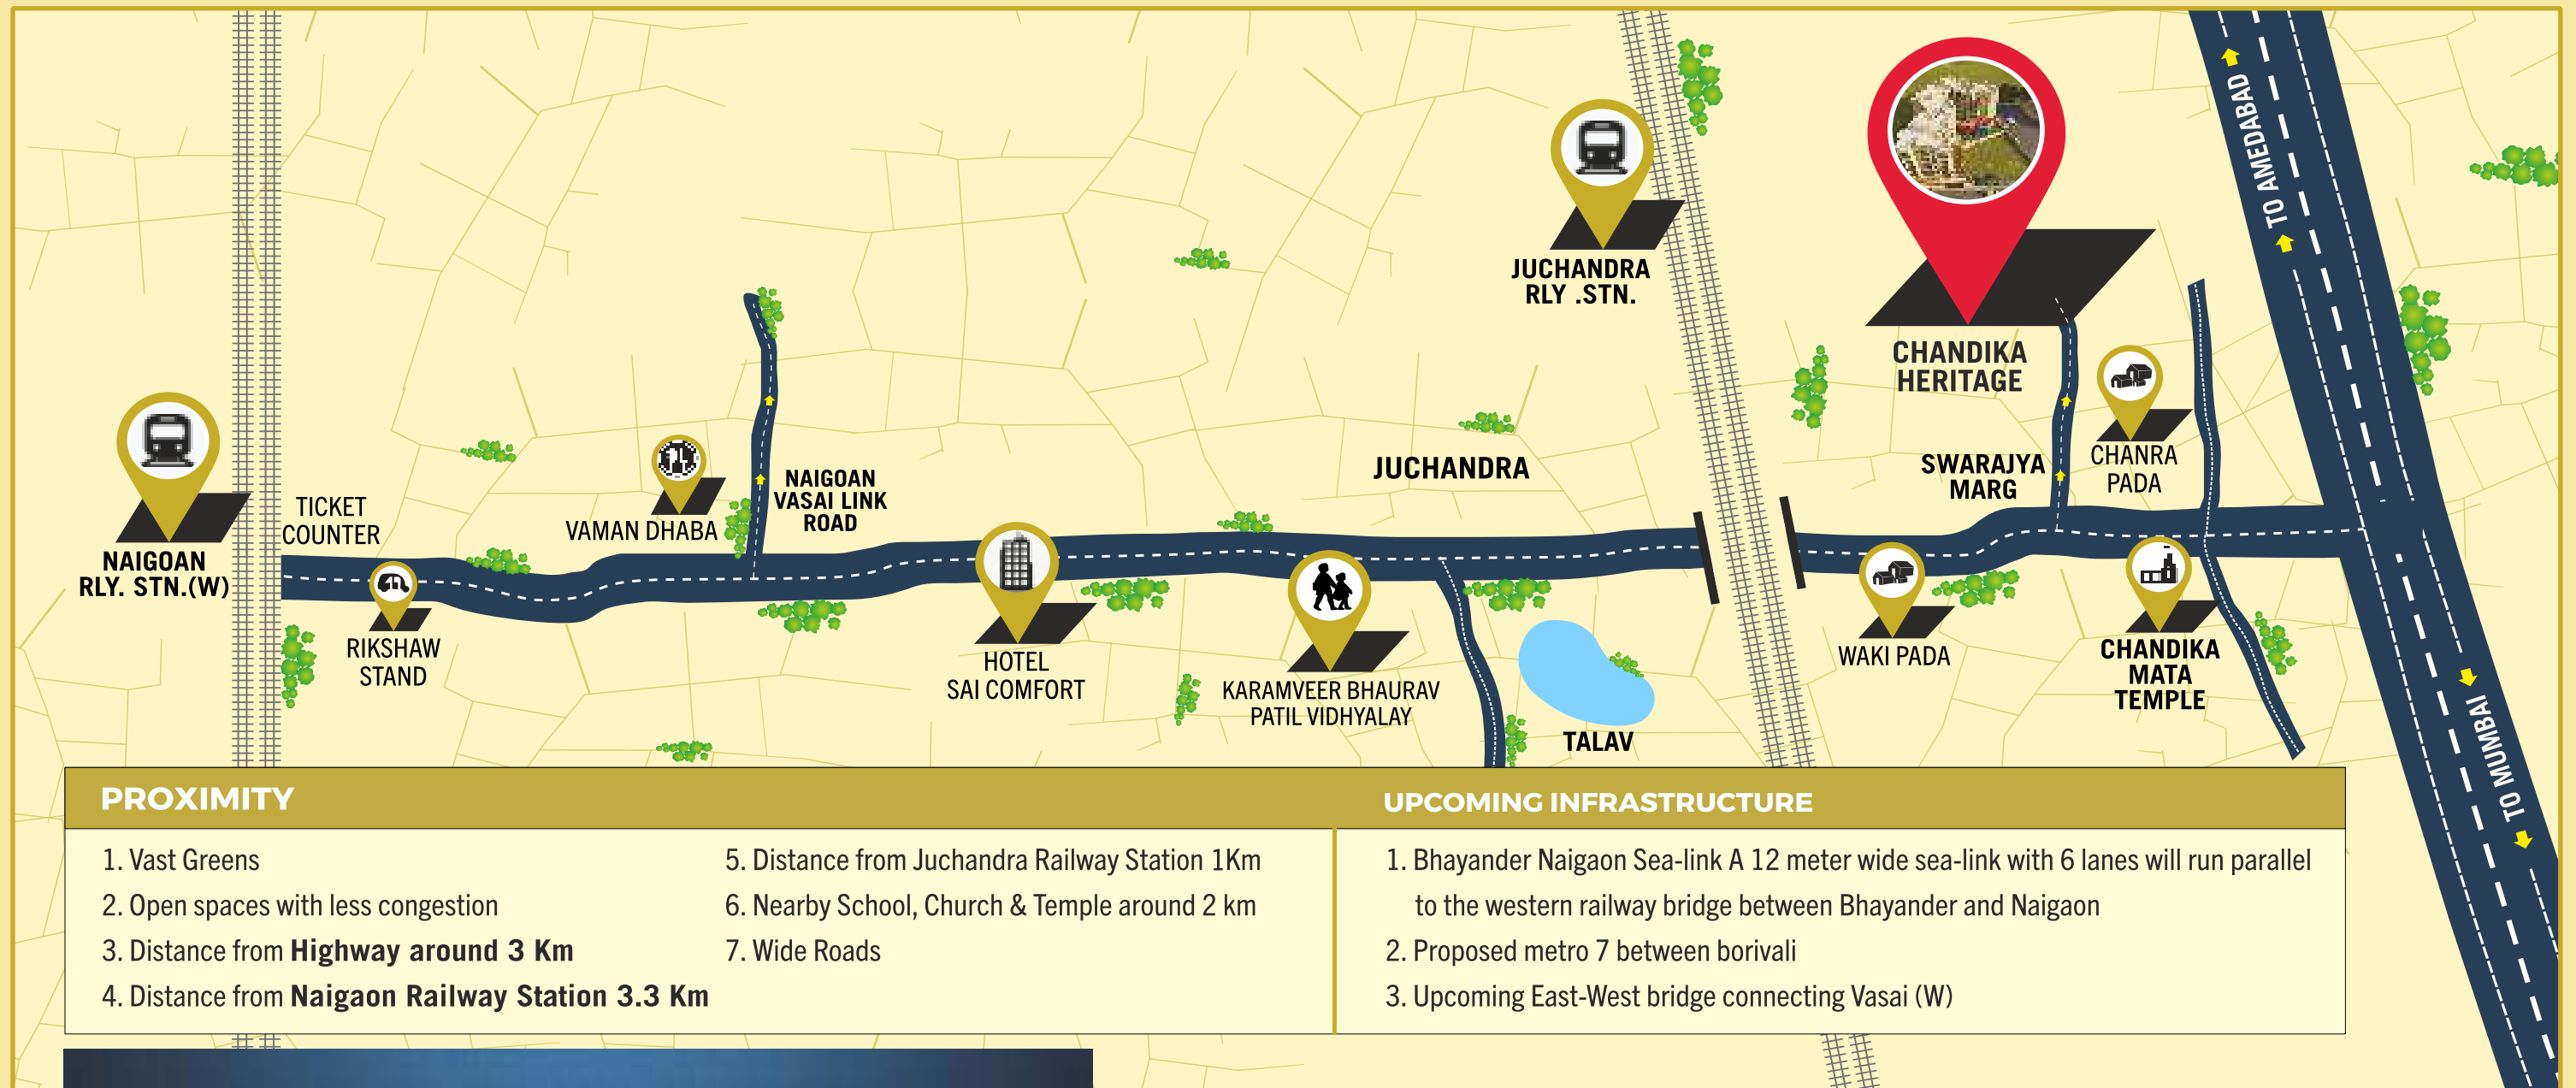 TO AMEDABAD
JUCHANDRA
RLY .STN.
CHANDIKA
HERITAGE
NAIGOAN
RLY. STN.(W)
TICKET
COUNTER
RIKSHAW
STAND
VAMAN DHABA
NAIGOAN
VASAI LINK
ROAD
HOTEL
SAI COMFORT
JUCHANDRA
KARAMVEER BHAURAV
PATIL VIDHYALAY
TALAV
SWARAJYA
MARG
CHANRA
PADA
WAKI PADA
CHANDIKA
MATA
TEMPLE
TO MUMBAI
PROXIMITY
1. Vast Greens
2. Open spaces with less congestion
3. Distance from Highway around 3 Km
4. Distance from Naigaon Railway Station 3.3 Km
5. Distance from Juchandra Railway Station 1Km
6. Nearby School, Church & Temple around 2 km
7. Wide Roads
UPCOMING INFRASTRUCTURE
1. Bhayander Naigaon Sea-link A 12 meter wide sea-link with 6 lanes will run parallel
to the western railway bridge between Bhayander and Naigaon
2. Proposed metro 7 between borivali
3. Upcoming East-West bridge connecting Vasai (W)